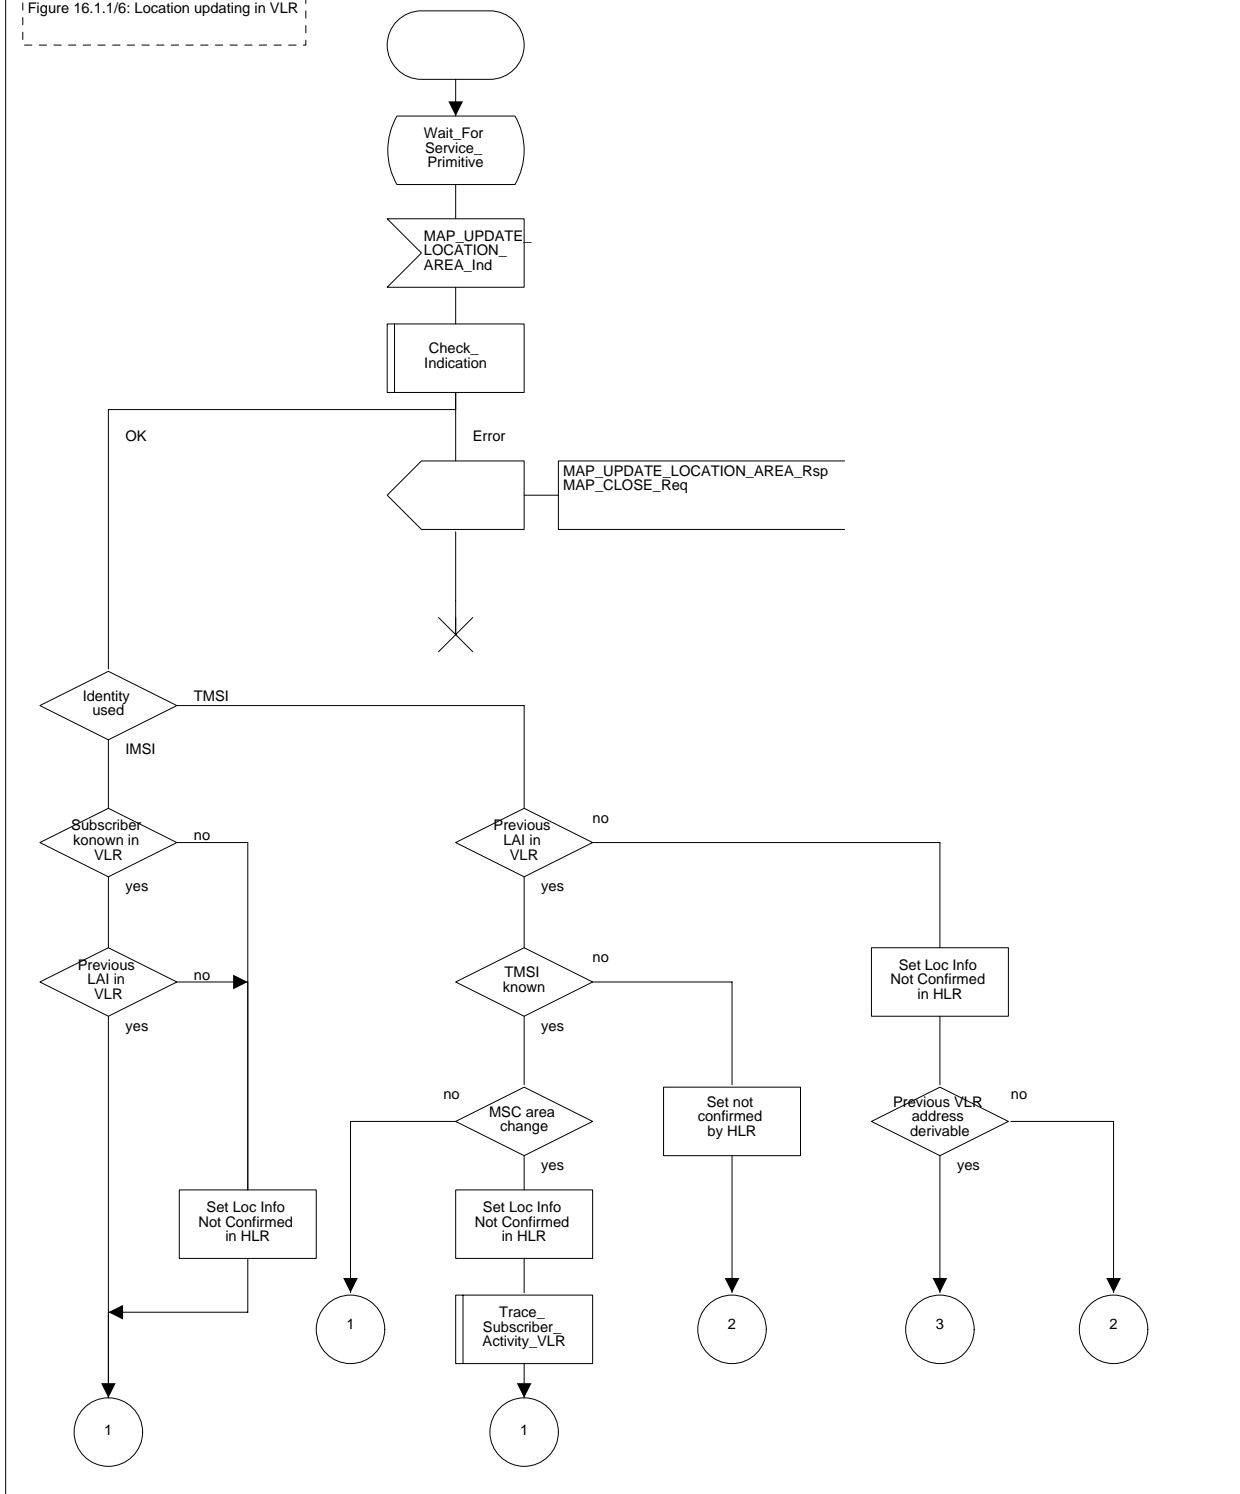 Figure 16.1.1/6: Location updating in VLR
Wait_For
Service_
Primitive
MAP_UPDATE_
LOCATION_
AREA_Ind
Check_
Indication
OK
Error
MAP_UPDATE_LOCATION_AREA_Rsp
MAP_CLOSE_Req
Identity
used
TMSI
IMSI
Subscriber
konown in
VLR
no
yes
Previous
LAI in
VLR
no
yes
Previous
LAI in
VLR
no
yes
TMSI
known
no
yes
Set Loc Info
Not Confirmed
in HLR
no
MSC area
change
yes
Set not
confirmed
by HLR
Previous VLR
address
derivable
no
yes
Set Loc Info
Not Confirmed
in HLR
Set Loc Info
Not Confirmed
in HLR
1
Trace_
Subscriber_
Activity_VLR
2
3
2
1
1